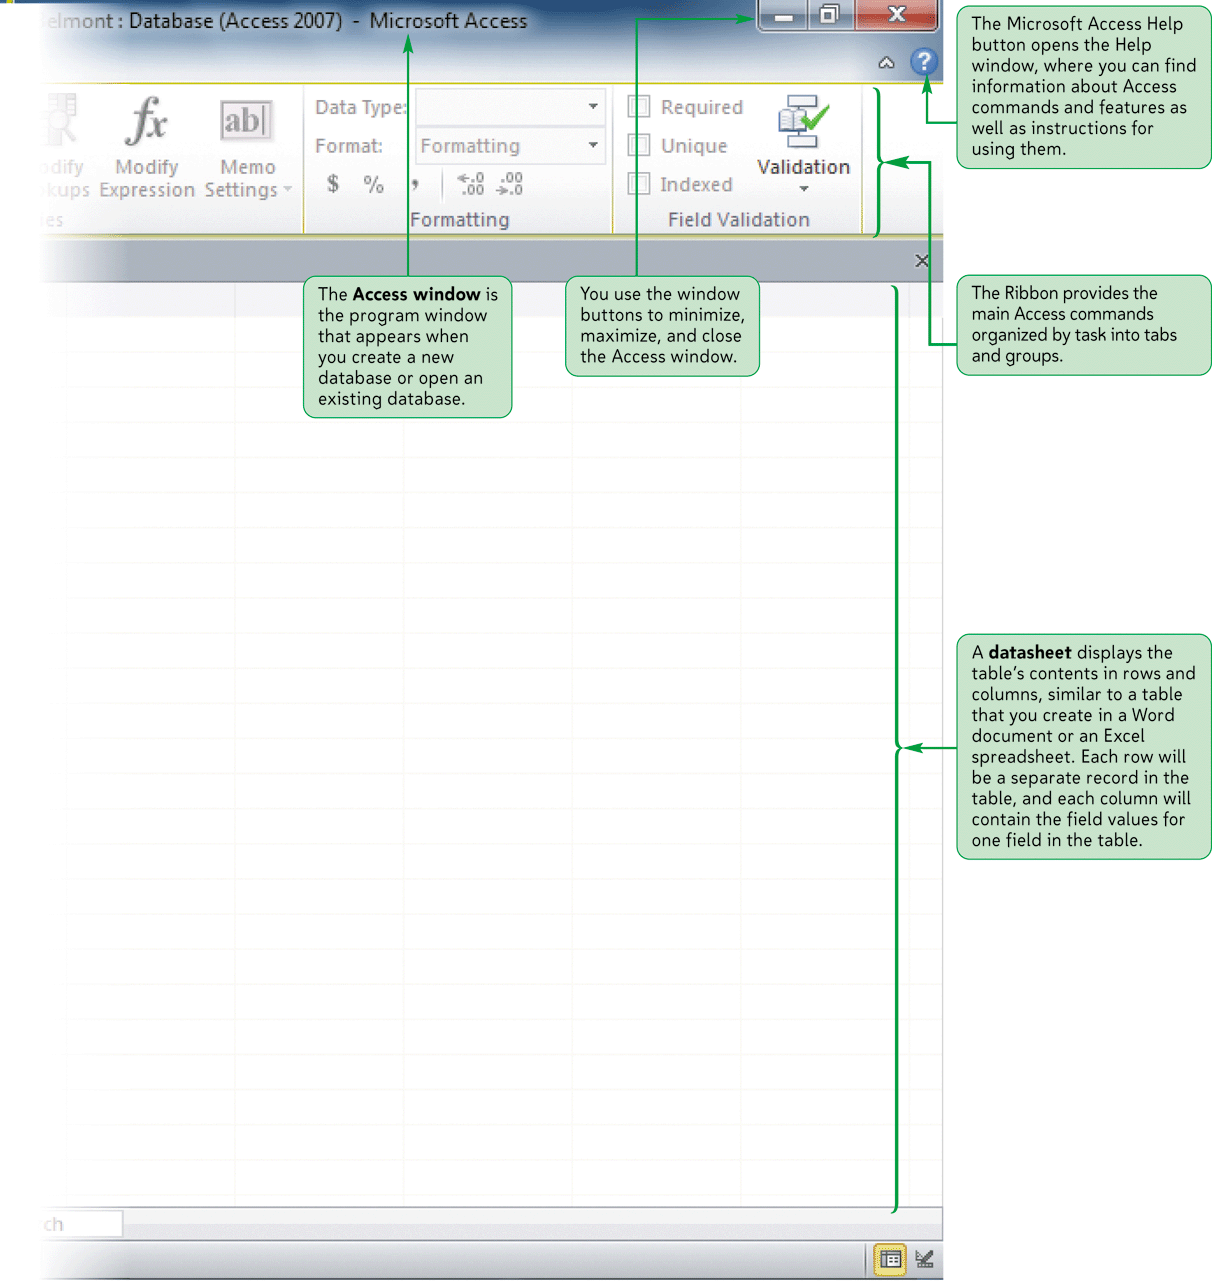 elmont : Database (Access 2007) - Microsoft Access
The Microsoft Access Help
button opens the Help
window, where you can find
information about Access
commands and features as
well as instructions for
using them.
Data Type:
Required
Format:
Formatting
Unique
Modify
Expression
Memo
Settings
$ % ,
←.0
.00
.00
→.0
Indexed
Validation
Formatting
Field Validation
The Access window is
the program window
that appears when
you create a new
database or open an
existing database.
You use the window
buttons to minimize,
maximize, and close
the Access window.
The Ribbon provides the
main Access commands
organized by task into tabs
and groups.
A datasheet displays the
table's contents in rows and
columns, similar to a table
that you create in a Word
document or an Excel
spreadsheet. Each row will
be a separate record in the
table, and each column will
contain the field values for
one field in the table.